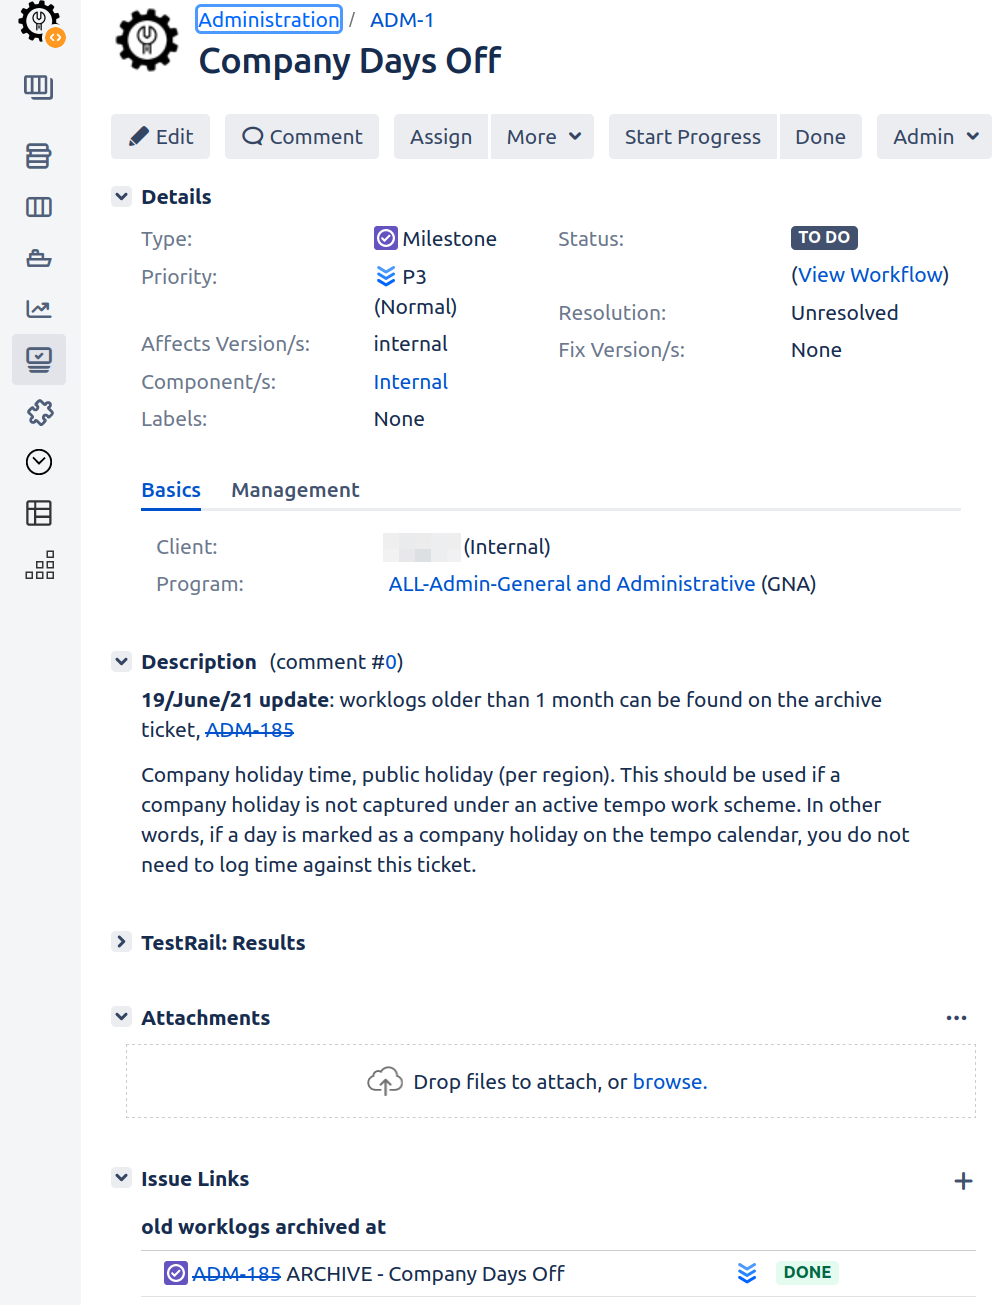 Administration / ADM-1
Company Days Off
Edit Comment Assign More Start Progress Done Admin
Details
Type: Milestone Status: TO DO
(View Workflow)
Priority: P3
(Normal)
Resolution: Unresolved
Affects Version/s: internal Fix Version/s: None
Component/s: Internal
Labels: None
Basics Management
Client: (Internal)
Program: ALL-Admin-General and Administrative (GNA)
Description (comment #0)
19/June/21 update: worklogs older than 1 month can be found on the archive
ticket, ADM-185
Company holiday time, public holiday (per region). This should be used if a
company holiday is not captured under an active tempo work scheme. In other
words, if a day is marked as a company holiday on the tempo calendar, you do not
need to log time against this ticket.
TestRail: Results
Attachments
Drop files to attach, or browse.
Issue Links
old worklogs archived at
ADM-185 ARCHIVE - Company Days Off DONE